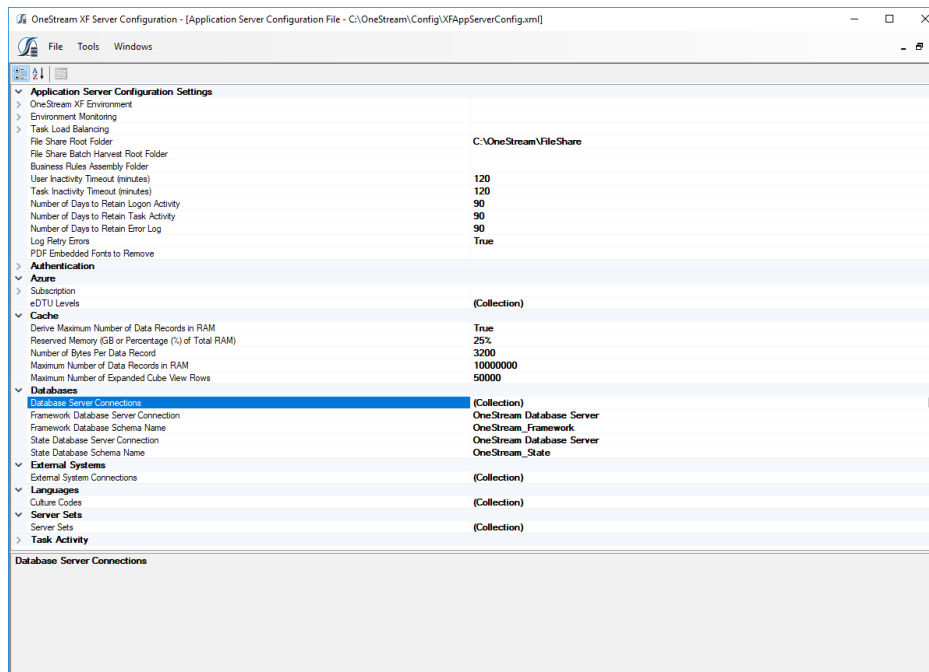 OneStream XF Server Configuration - [Application Server Configuration File - C:\OneStream\Config\XFAppServerConfig.xml]
File Tools Windows
Application Server Configuration Settings
OneStream XF Environment
Environment Monitoring
Task Load Balancing
File Share Root Folder C:\OneStream\FileShare
File Share Batch Harvest Root Folder
Business Rules Assembly Folder
User Inactivity Timeout (minutes) 120
Task Inactivity Timeout (minutes) 120
Number of Days to Retain Logon Activity 90
Number of Days to Retain Task Activity 90
Number of Days to Retain Error Log 90
Log Retry Errors True
PDF Embedded Fonts to Remove
Authentication
Azure
Subscription
eDTU Levels (Collection)
Cache
Derive Maximum Number of Data Records in RAM True
Reserved Memory (GB or Percentage (%) of Total RAM) 25%
Number of Bytes Per Data Record 3200
Maximum Number of Data Records in RAM 10000000
Maximum Number of Expanded Cube View Rows 50000
Databases
Database Server Connections (Collection)
Framework Database Server Connection OneStream Database Server
Framework Database Schema Name OneStream_Framework
State Database Server Connection OneStream Database Server
State Database Schema Name OneStream_State
External Systems
External System Connections (Collection)
Languages
Culture Codes (Collection)
Server Sets
Server Sets (Collection)
Task Activity
Database Server Connections